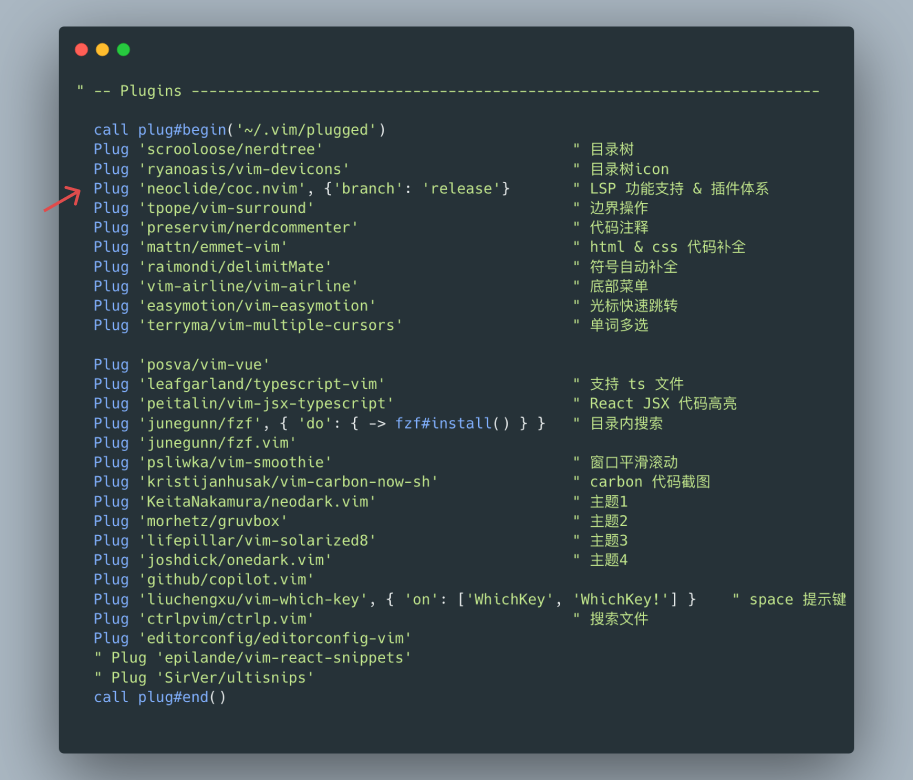 " -- Plugins -----------------------------------------------------------------------
call plug#begin('~/.vim/plugged')
Plug 'scrooloose/nerdtree' " 目录树
Plug 'ryanoasis/vim-devicons' " 目录树icon
Plug 'neoclide/coc.nvim', {'branch': 'release'} " LSP 功能支持 & 插件体系
Plug 'tpope/vim-surround' " 边界操作
Plug 'preservim/nerdcommenter' " 代码注释
Plug 'mattn/emmet-vim' " html & css 代码补全
Plug 'raimondi/delimitMate' " 符号自动补全
Plug 'vim-airline/vim-airline' " 底部菜单
Plug 'easymotion/vim-easymotion' " 光标快速跳转
Plug 'terryma/vim-multiple-cursors' " 单词多选
Plug 'posva/vim-vue'
Plug 'leafgarland/typescript-vim' " 支持 ts 文件
Plug 'peitalin/vim-jsx-typescript' " React JSX 代码高亮
Plug 'junegunn/fzf', { 'do': { -> fzf#install() } } " 目录内搜索
Plug 'junegunn/fzf.vim'
Plug 'psliwka/vim-smoothie' " 窗口平滑滚动
Plug 'kristijanhusak/vim-carbon-now-sh' " carbon 代码截图
Plug 'KeitaNakamura/neodark.vim' " 主题1
Plug 'morhetz/gruvbox' " 主题2
Plug 'lifepillar/vim-solarized8' " 主题3
Plug 'joshdick/onedark.vim' " 主题4
Plug 'github/copilot.vim'
Plug 'liuchengxu/vim-which-key', { 'on': ['WhichKey', 'WhichKey!'] } " space 提示键
Plug 'ctrlpvim/ctrlp.vim' " 搜索文件
Plug 'editorconfig/editorconfig-vim'
" Plug 'epilande/vim-react-snippets'
" Plug 'SirVer/ultisnips'
call plug#end()